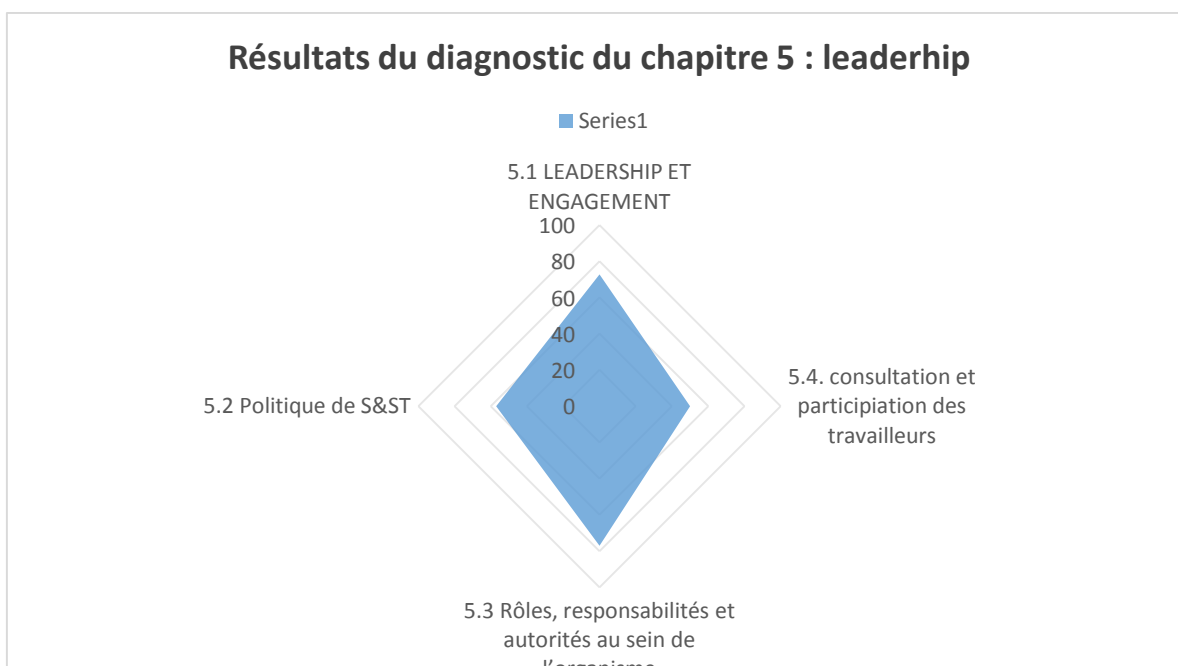 Résultats du diagnostic du chapitre 5 : leaderhip
Series1
5.1 LEADERSHIP ET
ENGAGEMENT
100
80
60
40
20
0
5.4. consultation et
participiation des
travailleurs
5.2 Politique de S&ST
5.3 Rôles, responsabilités et
autorités au sein de
l'organisme